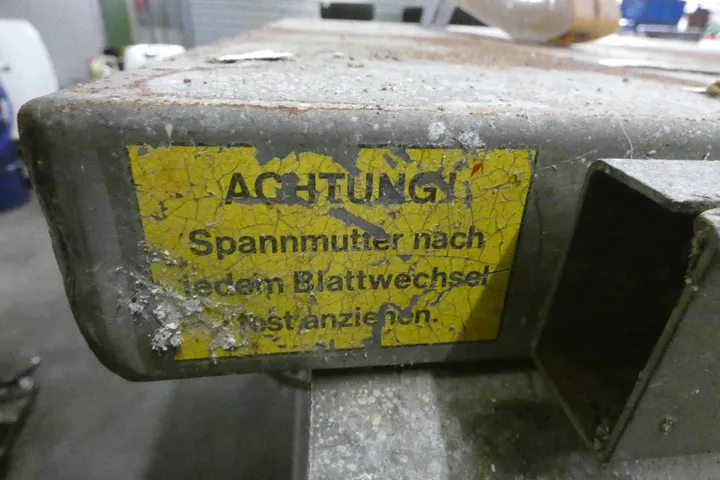 ACHTUNG!
Spannmutter nach
jedem Blattwechsel
fest anziehen.